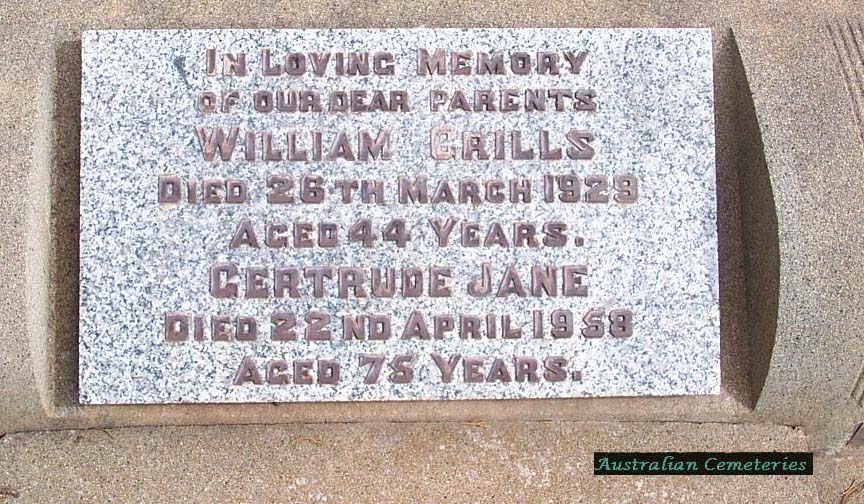 In Loving Memory
of our dear parents
William Grills
Died 26th March 1929
Aged 44 Years.
Gertrude Jane
Died 22nd April 1958
Aged 75 Years.
Australian Cemeteries